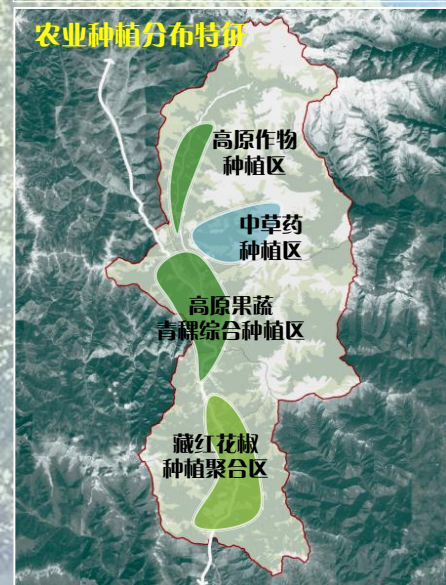 农业种植分布特征
高原作物
种植区
中草药
种植区
高原果蔬
青稞综合种植区
藏红花椒
种植聚合区